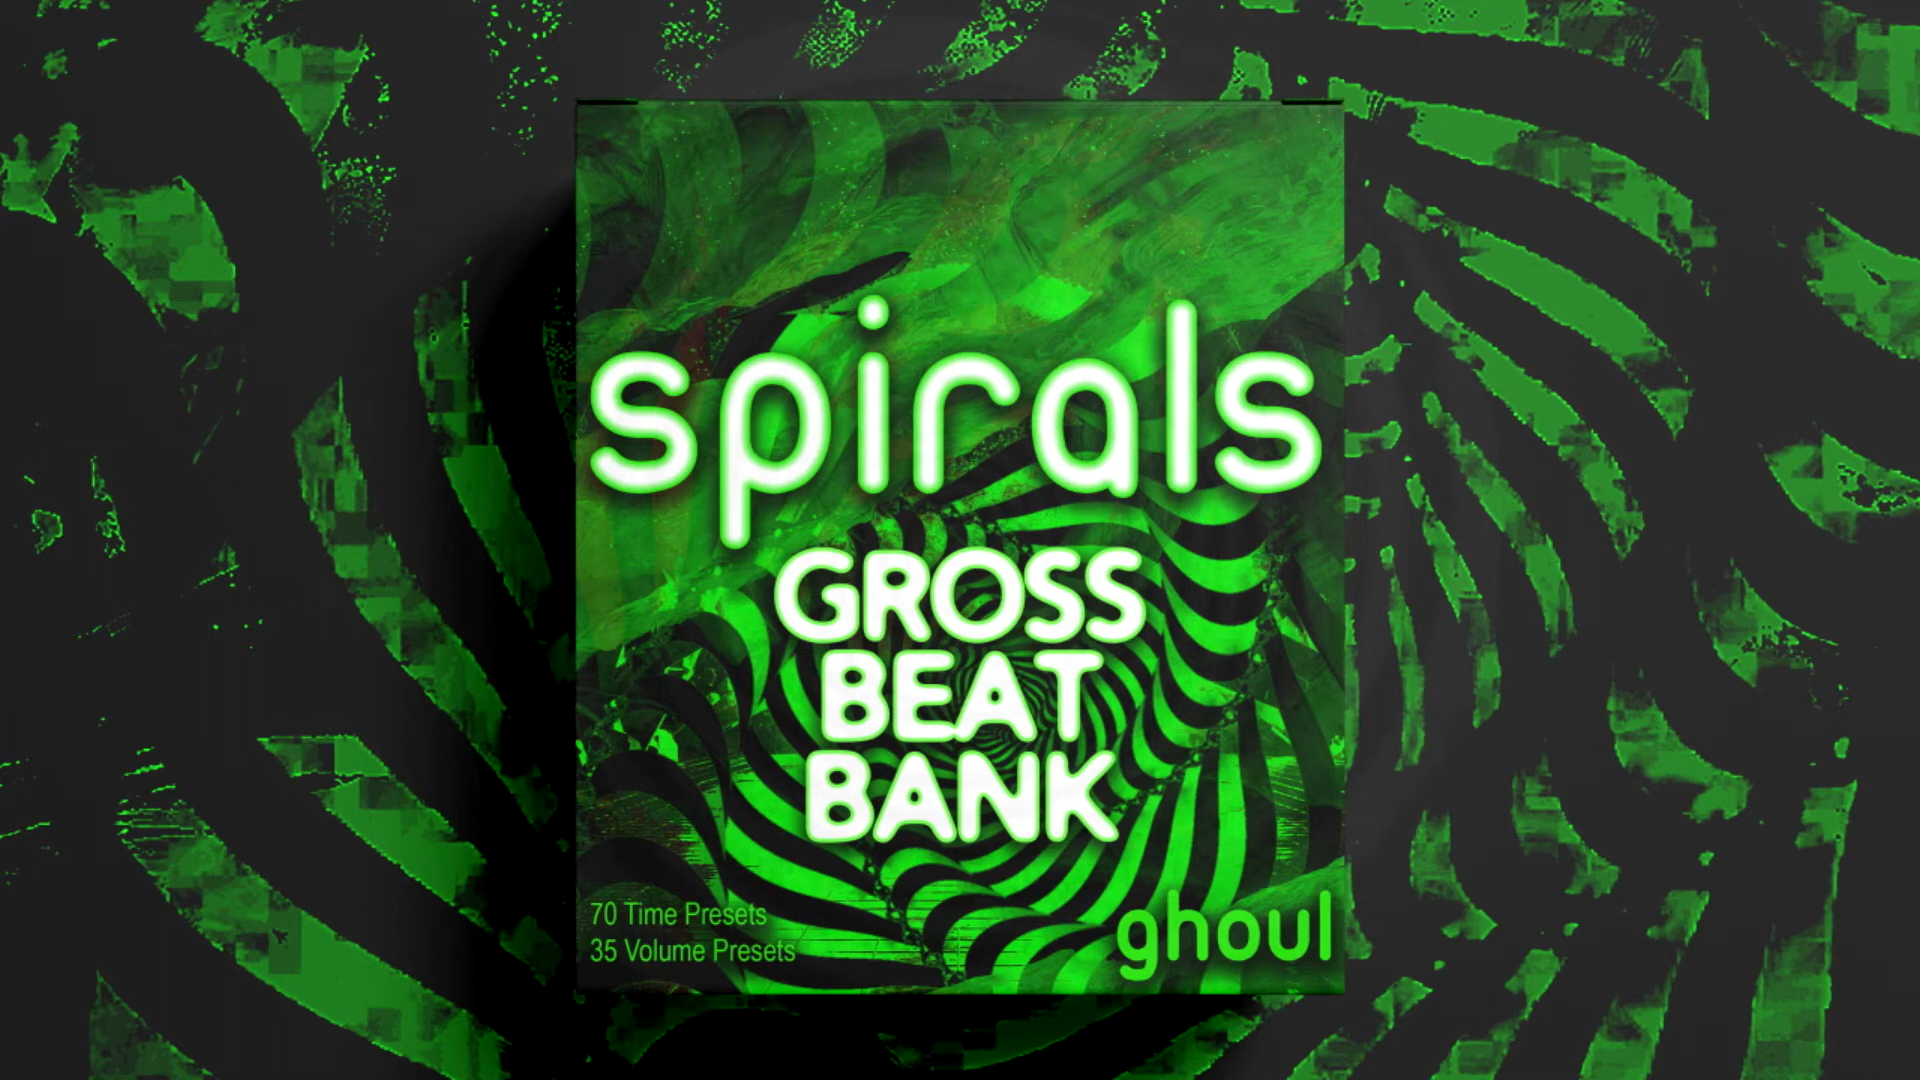 spirals
GROSS
BEAT
BANK
70 Time Presets
35 Volume Presets
ghoul